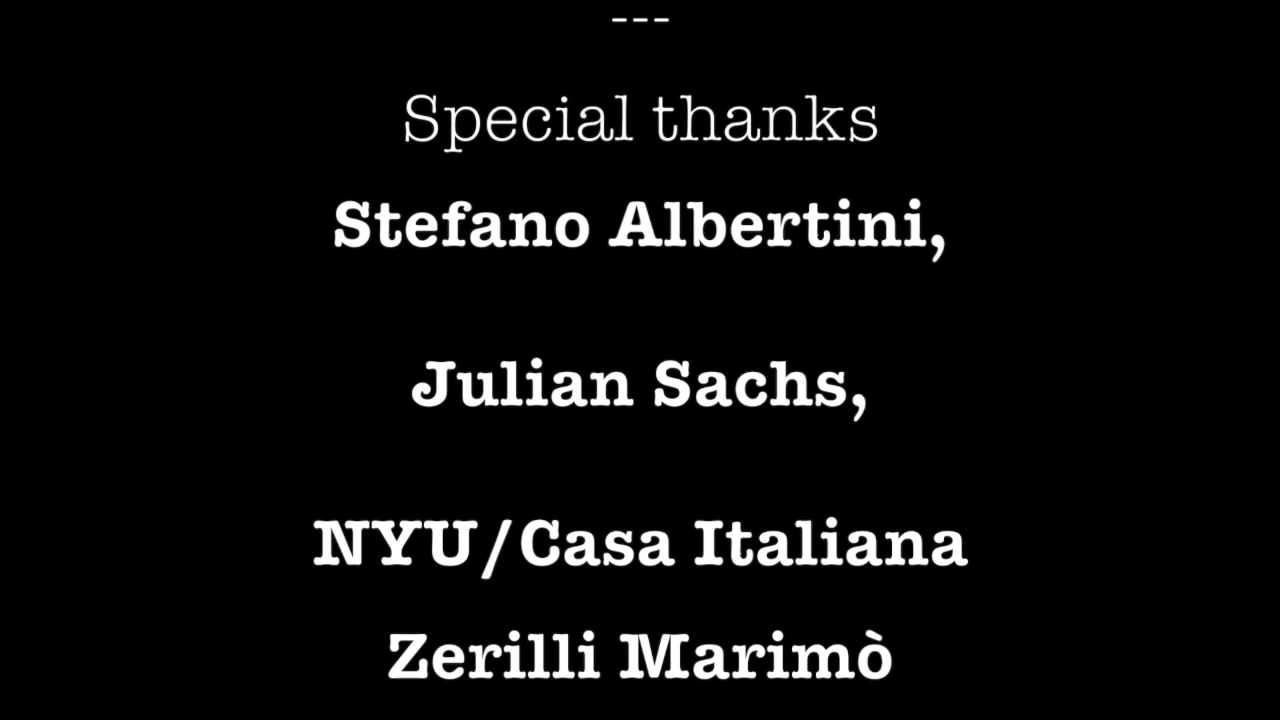 ---
Special thanks
Stefano Albertini,
Julian Sachs,
NYU/Casa Italiana
Zerilli Marimò